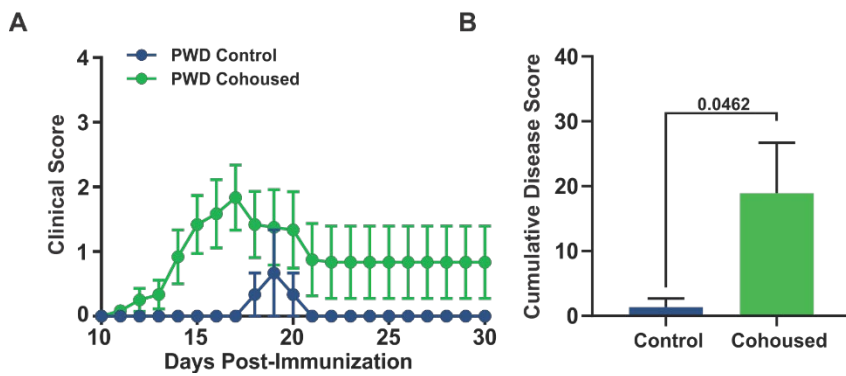 A
PWD Control
PWD Cohoused
Clinical Score
4
3
2
1
0
10 15 20 25 30
Days Post-Immunization
B
Cumulative Disease Score
40
30
20
10
0
0.0462
Control Cohoused